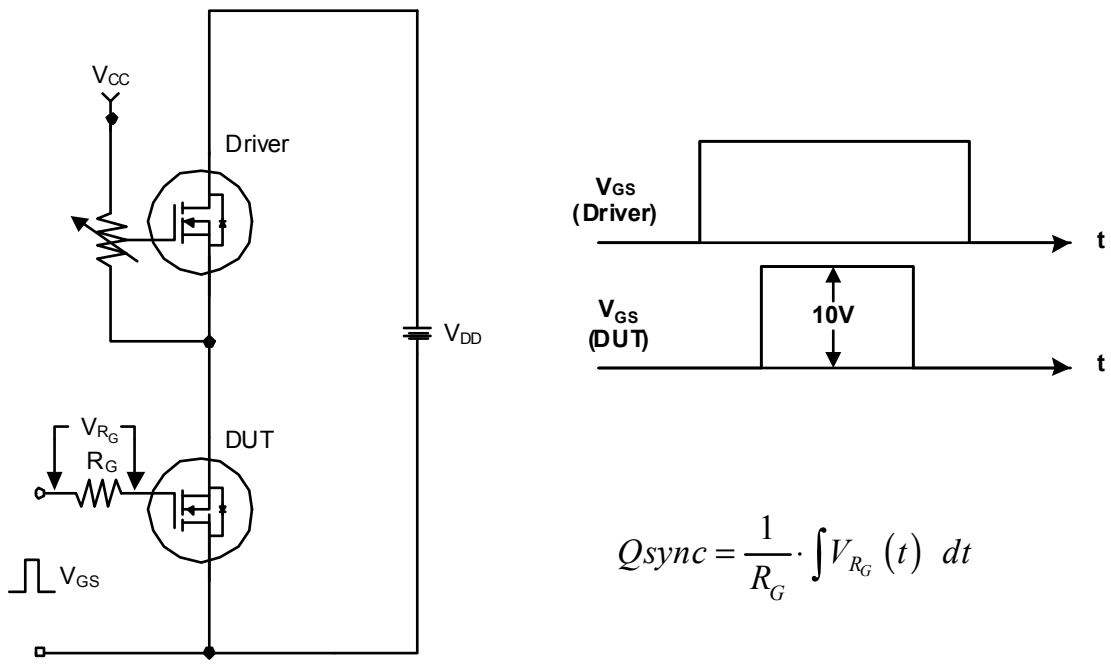 VCC
Driver
VDD
VRG
RG
DUT
VGS
VGS
(Driver)
t
VGS
(DUT)
10V
t
Qsync = 1/RG · ∫VRG (t) dt